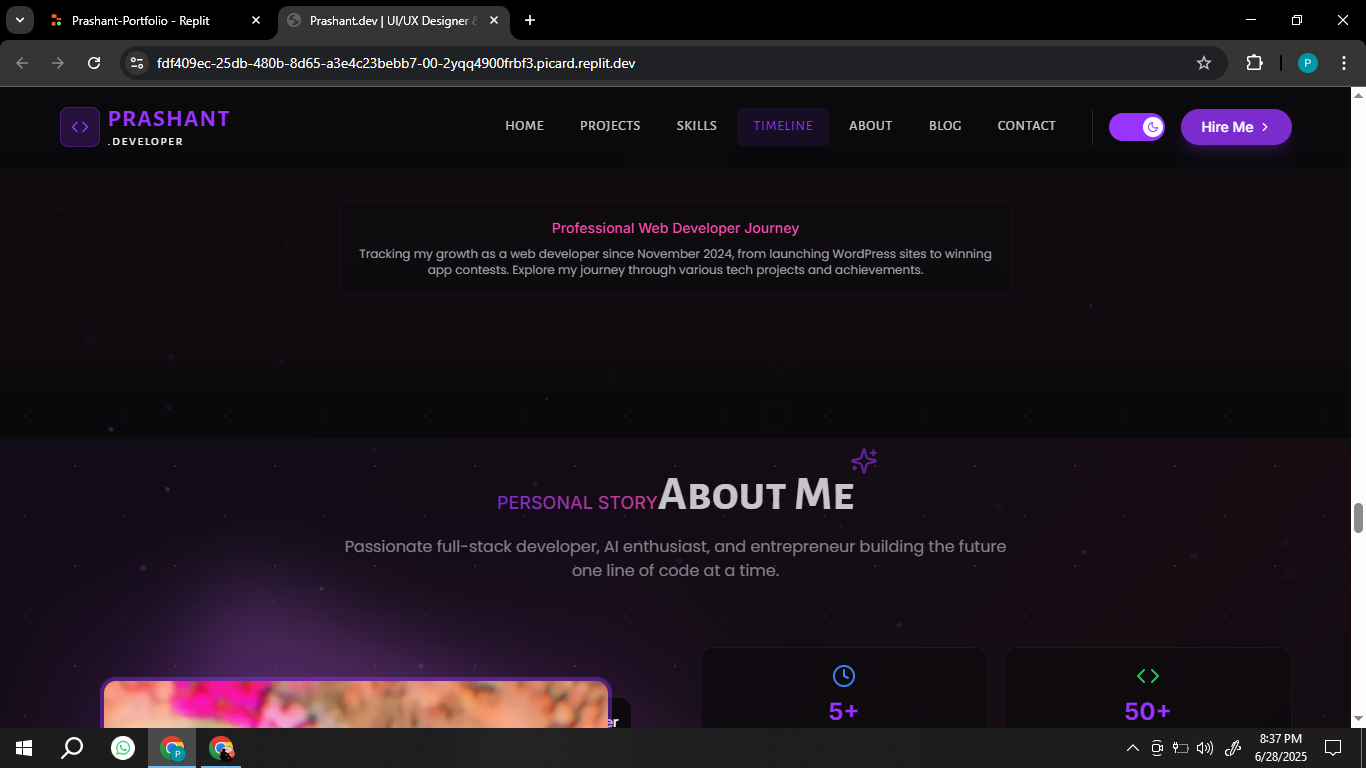 Prashant-Portfolio - Replit
Prashant.dev | UI/UX Designer &
fdf409ec-25db-480b-8d65-a3e4c23bebb7-00-2yqq4900frbf3.picard.replit.dev
P
PRASHANT
.DEVELOPER
HOME
PROJECTS
SKILLS
TIMELINE
ABOUT
BLOG
CONTACT
Hire Me
Professional Web Developer Journey
Tracking my growth as a web developer since November 2024, from launching WordPress sites to winning
app contests. Explore my journey through various tech projects and achievements.
PERSONAL STORY About Me
Passionate full-stack developer, AI enthusiast, and entrepreneur building the future
one line of code at a time.
5+
50+
P
8:37 PM
6/28/2025